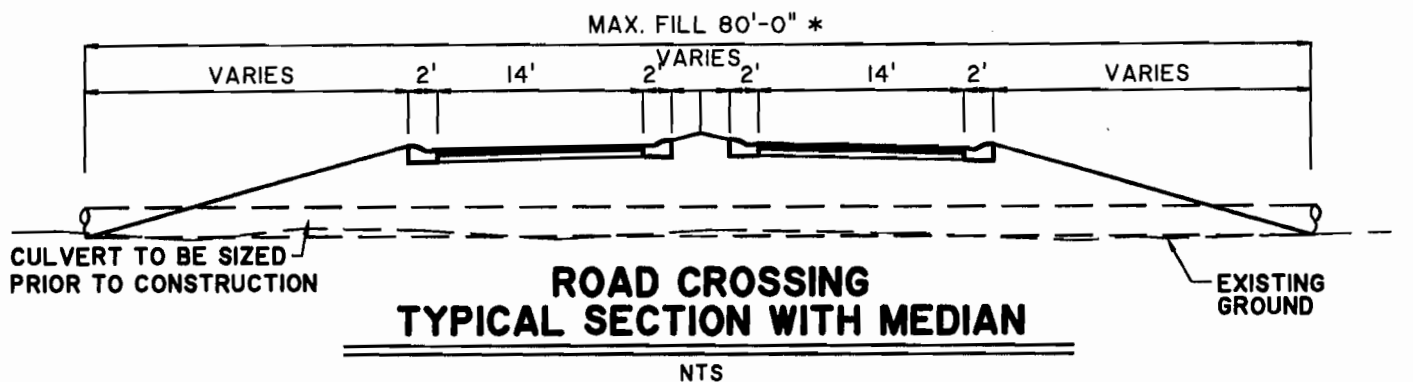 MAX. FILL 80'-0" *
VARIES 2' 14' 2' VARIES 2' 14' 2' VARIES
CULVERT TO BE SIZED
PRIOR TO CONSTRUCTION
EXISTING
GROUND
ROAD CROSSING
TYPICAL SECTION WITH MEDIAN
NTS